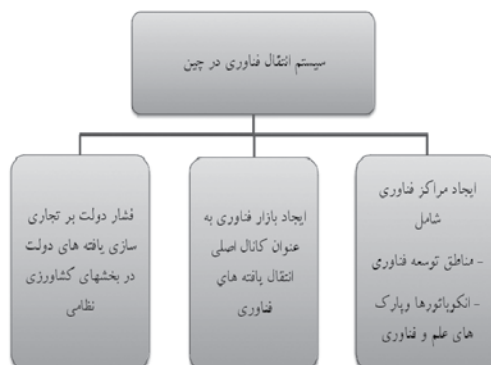 سیستم انتقال فناوری در چین
ایجاد مراکز فناوری
شامل
- مناطق توسعه فناوری
- انکوباتورها وپارک
های علم و فناوری
ایجاد بازار فناوری به
عنوان کانال اصلی
انتقال یافته های
فناوری
فشار دولت بر تجاری
سازی یافته های دولت
در بخشهای کشاورزی
نظامی